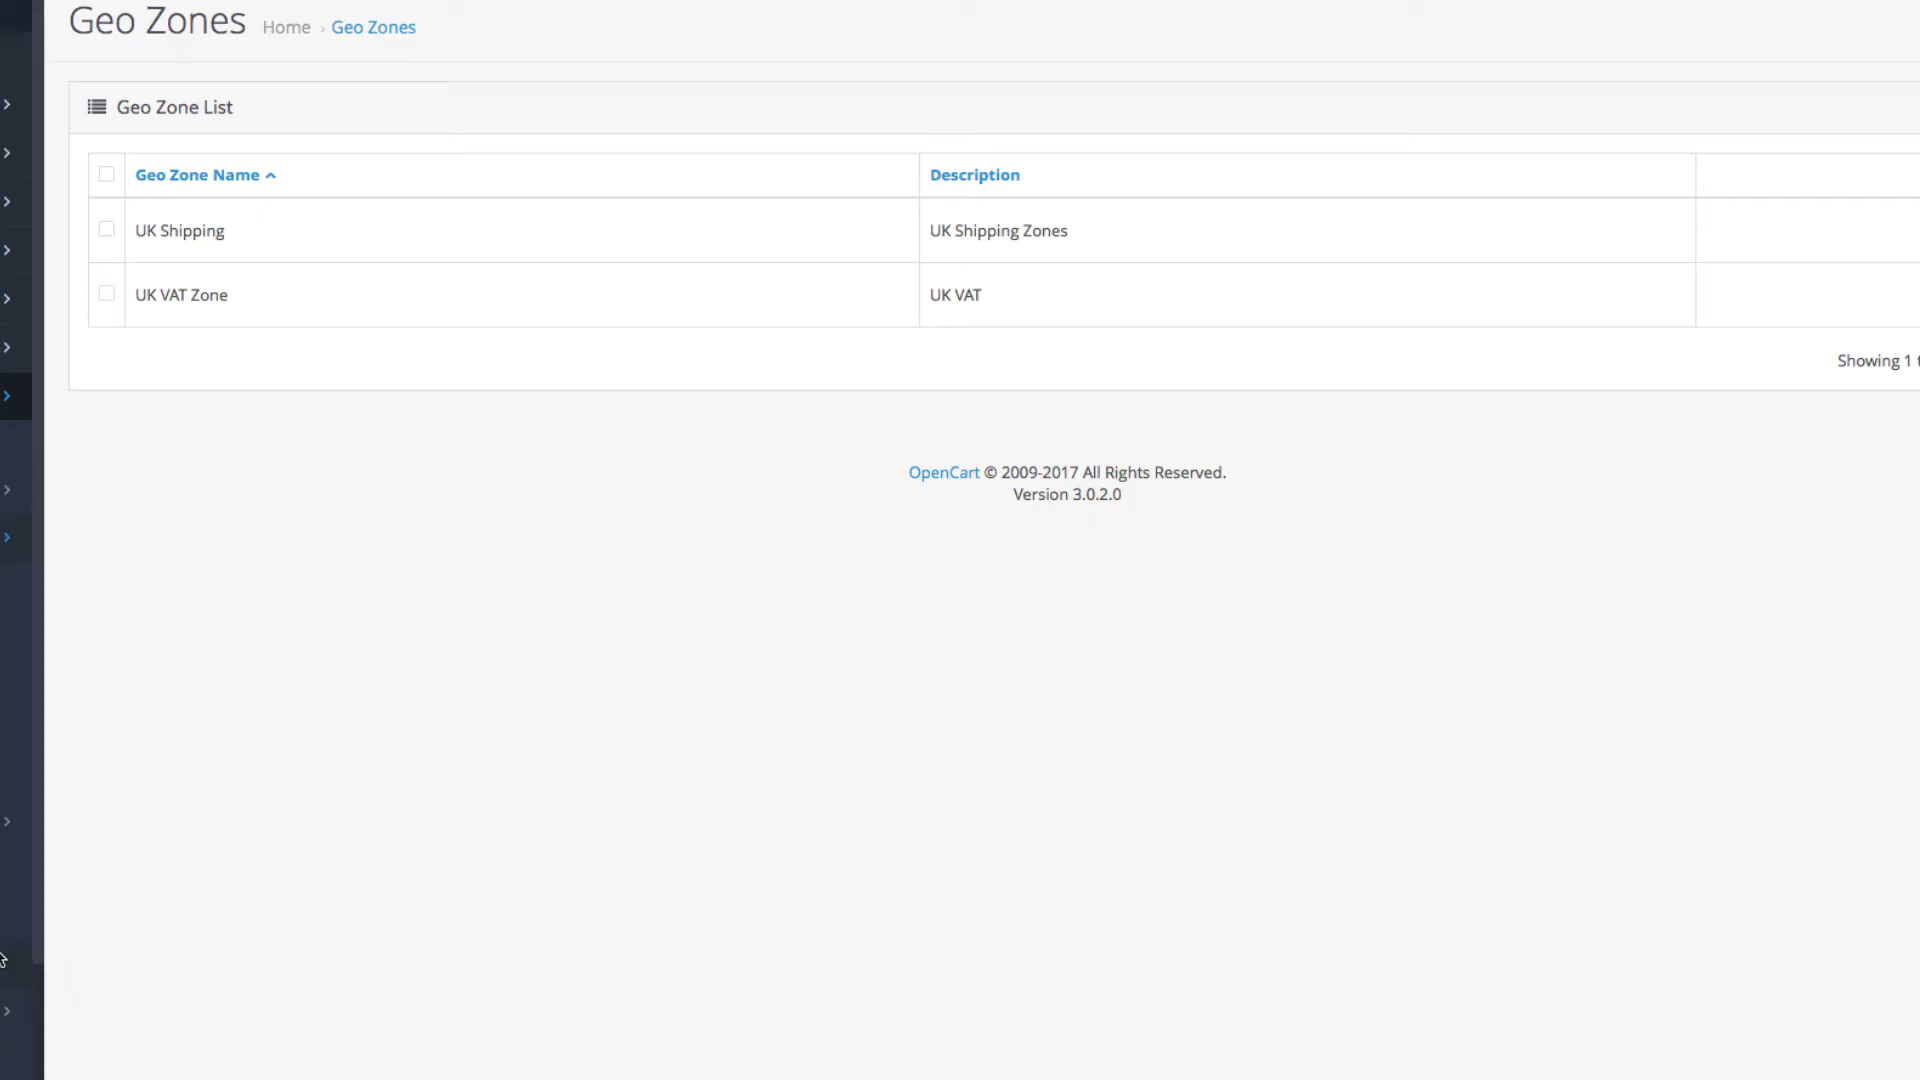 Geo Zones Home › Geo Zones
Geo Zone List
Geo Zone Name Description
UK Shipping UK Shipping Zones
UK VAT Zone UK VAT
Showing 1 t
OpenCart © 2009-2017 All Rights Reserved.
Version 3.0.2.0